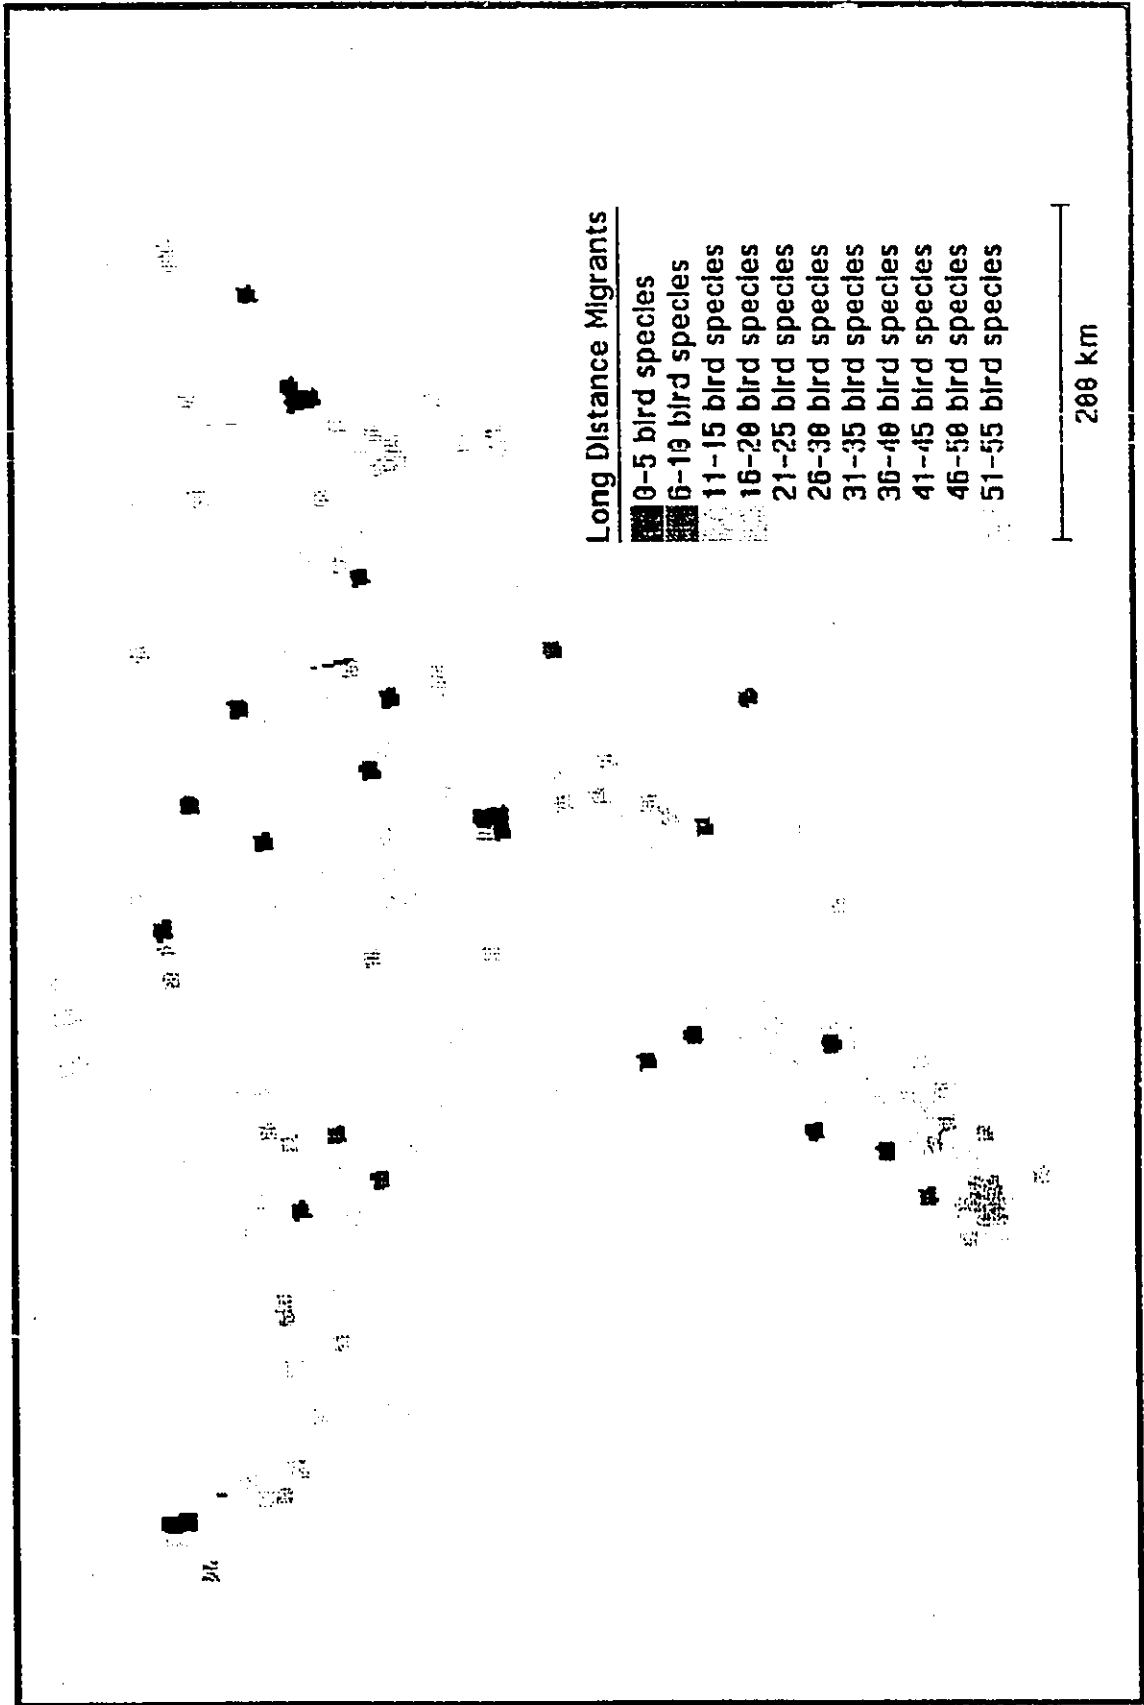 Long Distance Migrants
0-5 bird species
6-10 bird species
11-15 bird species
16-20 bird species
21-25 bird species
26-30 bird species
31-35 bird species
36-40 bird species
41-45 bird species
46-50 bird species
51-55 bird species
200 km